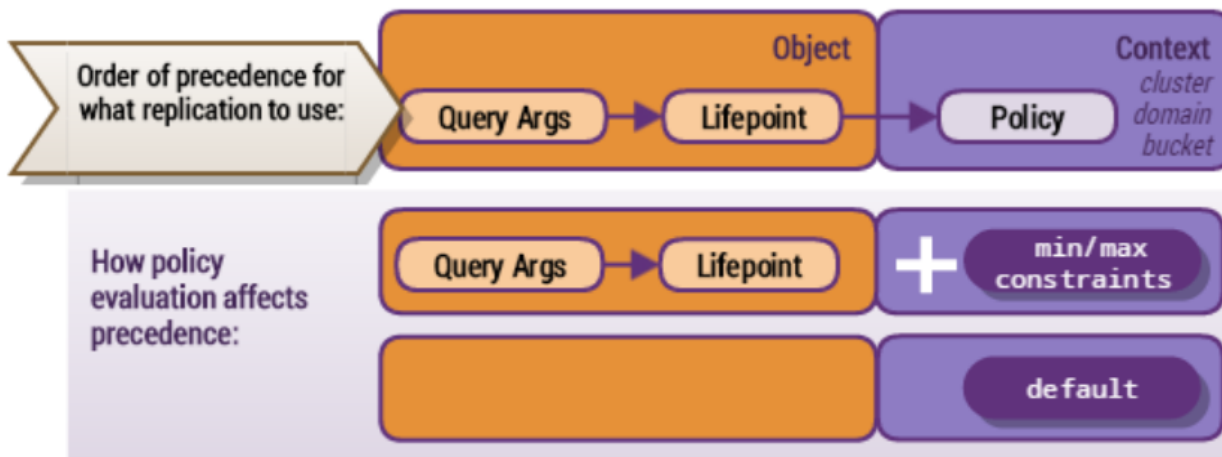 Order of precedence for
what replication to use:
Object
Query Args
Lifepoint
Context
cluster
domain
bucket
Policy
How policy
evaluation affects
precedence:
Query Args
Lifepoint
+
min/max
constraints
default